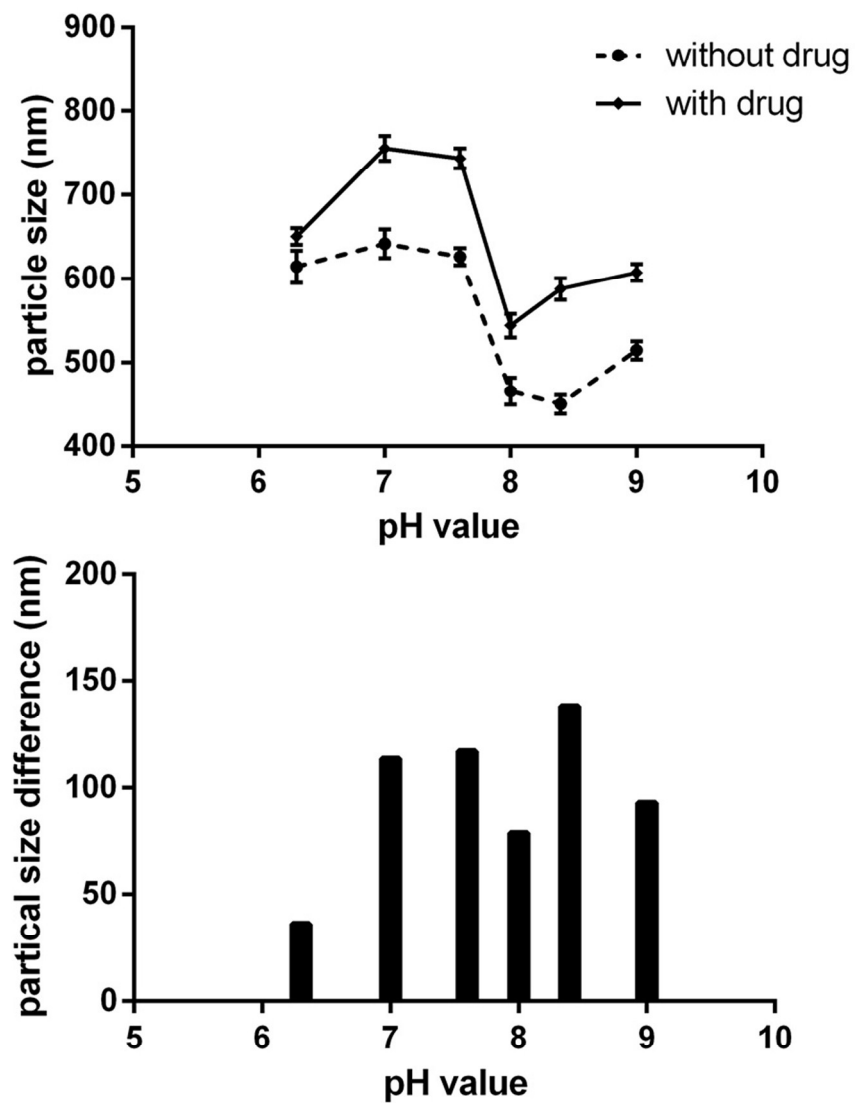 900
800
700
600
500
400
particle size (nm)
without drug
with drug
5 6 7 8 9 10
pH value
200
150
100
50
0
partical size difference (nm)
5 6 7 8 9 10
pH value